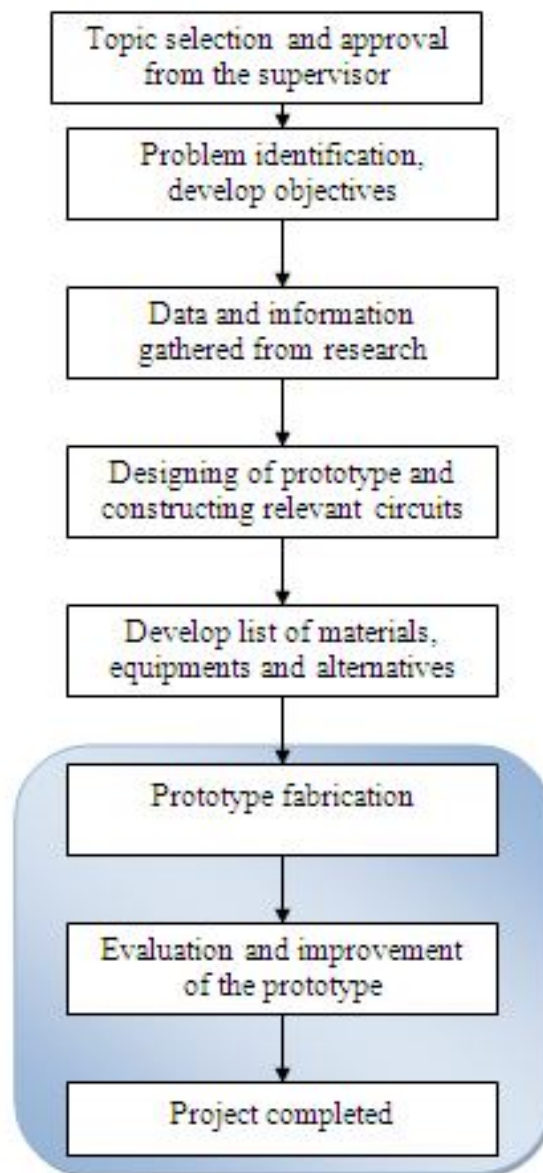 Topic selection and approval
from the supervisor
Problem identification,
develop objectives
Data and information
gathered from research
Designing of prototype and
constructing relevant circuits
Develop list of materials,
equipments and alternatives
Prototype fabrication
Evaluation and improvement
of the prototype
Project completed